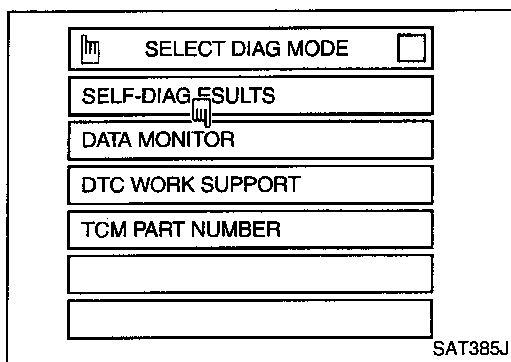 SELECT DIAG MODE
SELF-DIAG ESULTS
DATA MONITOR
DTC WORK SUPPORT
TCM PART NUMBER
SAT385J